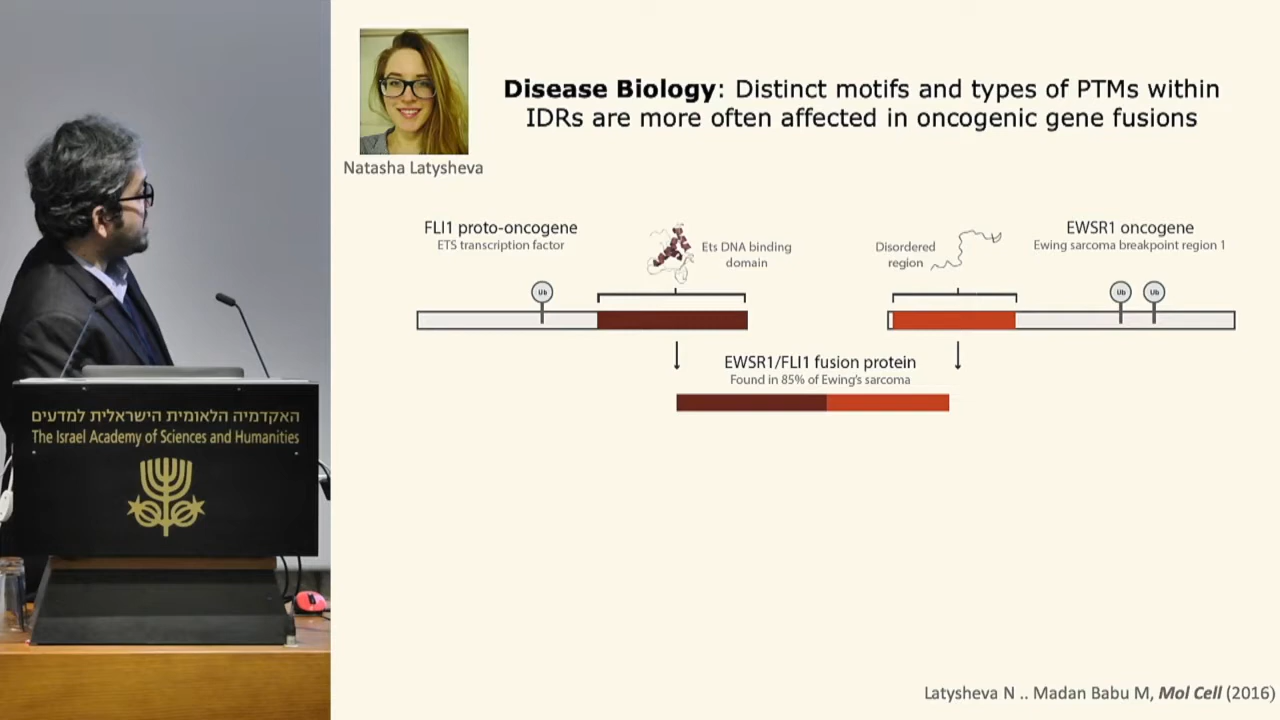 Disease Biology: Distinct motifs and types of PTMs within
IDRs are more often affected in oncogenic gene fusions
Natasha Latysheva
FLI1 proto-oncogene
ETS transcription factor
Ub
Ets DNA binding
domain
Disordered
region
EWSR1 oncogene
Ewing sarcoma breakpoint region 1
Ub
Ub
EWSR1/FLI1 fusion protein
Found in 85% of Ewing's sarcoma
האקדמיה הלאומית הישראלית למדעים
The Israel Academy of Sciences and Humanities
Latysheva N .. Madan Babu M, Mol Cell (2016)